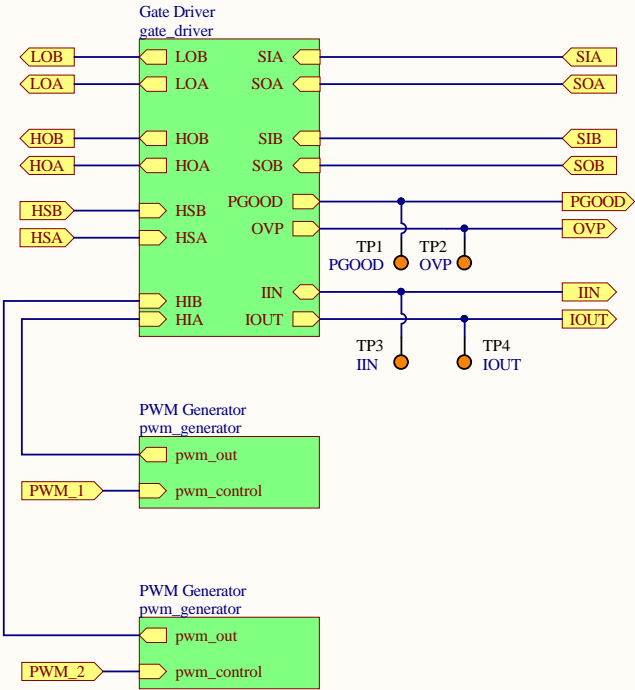 Gate Driver
gate_driver
LOB LOB SIA SIA
LOA LOA SOA SOA
HOB HOB SIB SIB
HOA HOA SOB SOB
PGOOD PGOOD
HSB HSB
OVP OVP
HSA HSA
TP1 TP2
PGOOD OVP
IIN IIN
HIB
HIA IOUT IOUT
TP3 TP4
IIN IOUT
PWM Generator
pwm_generator
pwm_out
PWM_1 pwm_control
PWM Generator
pwm_generator
pwm_out
PWM_2 pwm_control